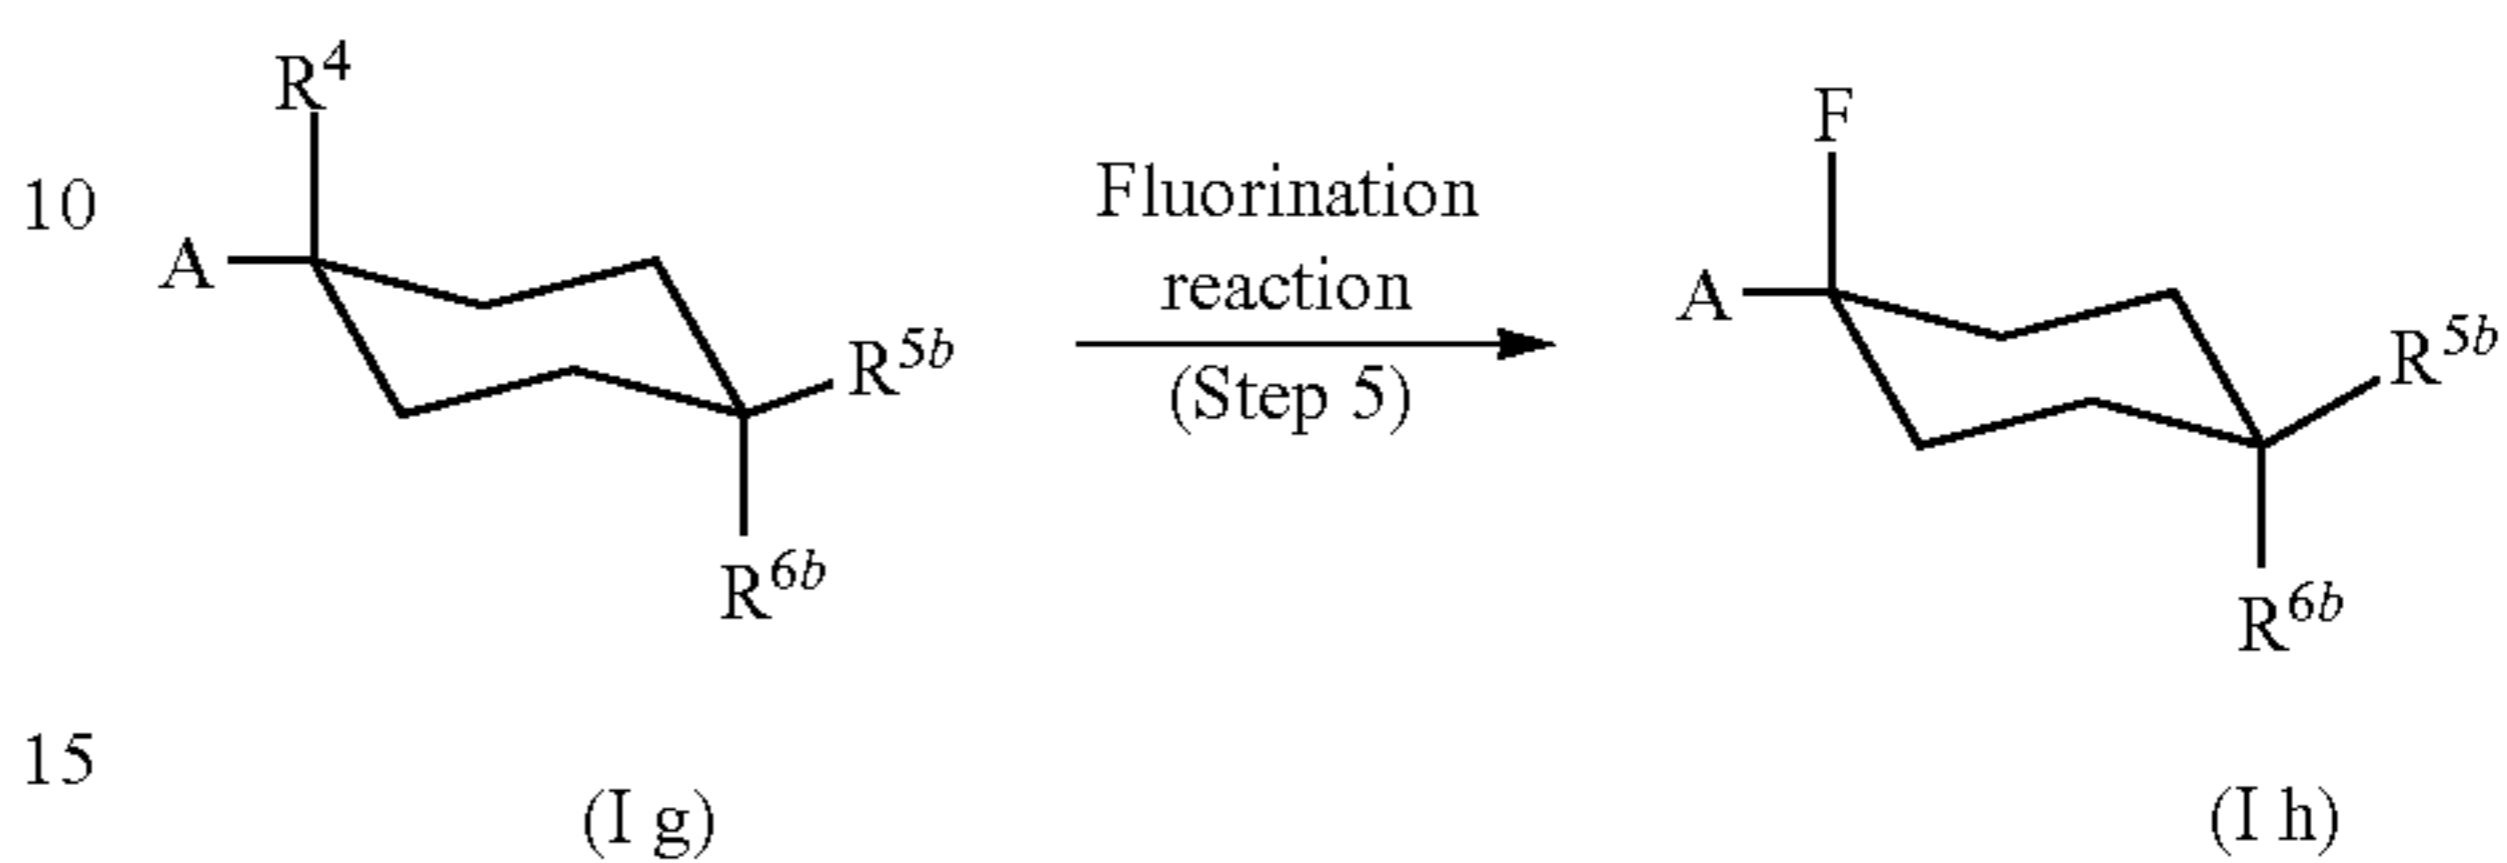 R⁴
F
10
Fluorination
A
reaction
A
R⁵ᵇ
(Step 5)
R⁵ᵇ
R⁶ᵇ
R⁶ᵇ
15
(I g)
(I h)